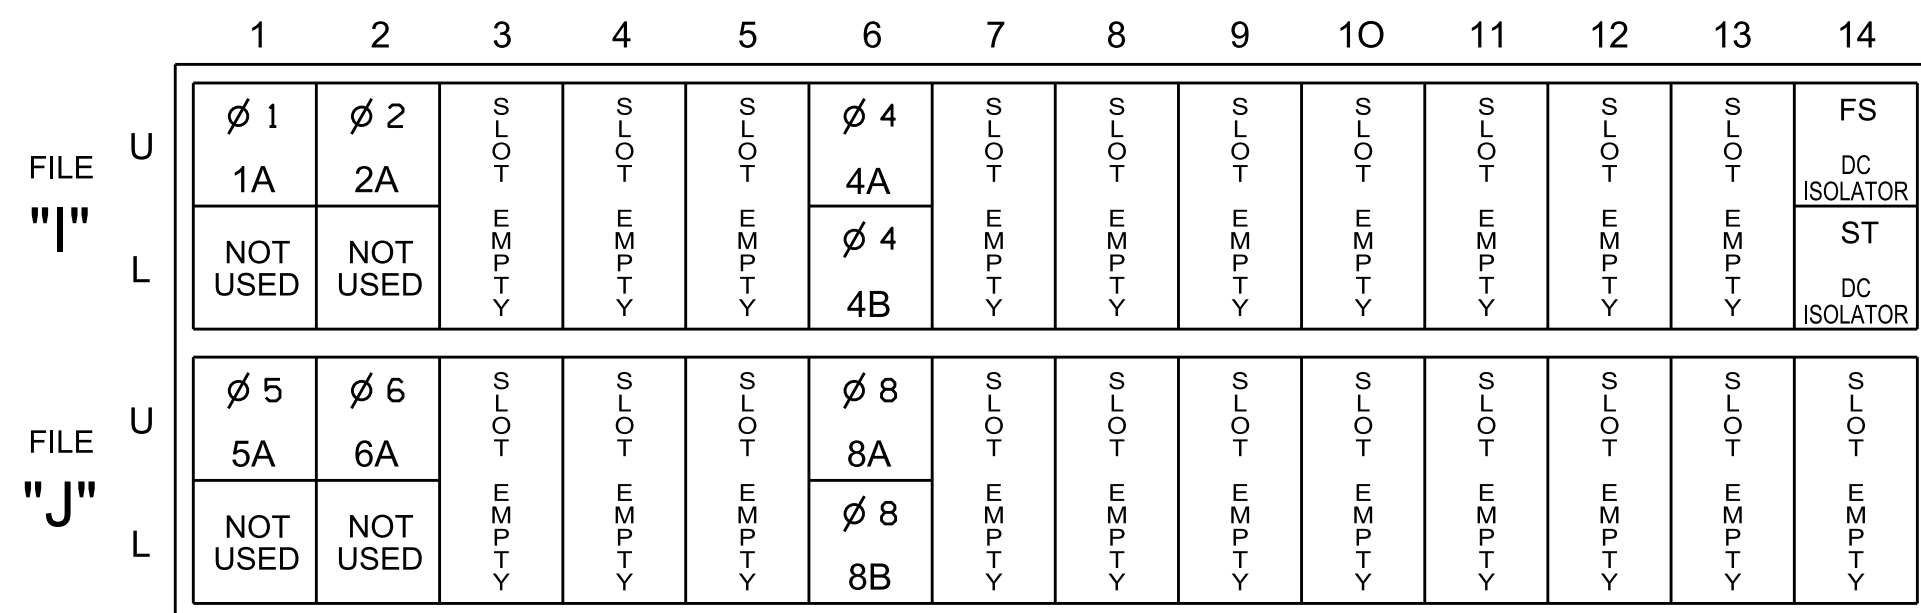 1 2 3 4 5 6 7 8 9 10 11 12 13 14
FILE "I"
U
L
ø 1
1A
NOT USED
ø 2
2A
NOT USED
SLOT EMPTY
SLOT EMPTY
SLOT EMPTY
ø 4
4A
ø 4
4B
SLOT EMPTY
SLOT EMPTY
SLOT EMPTY
SLOT EMPTY
SLOT EMPTY
SLOT EMPTY
SLOT EMPTY
FS
DC
ISOLATOR
ST
DC
ISOLATOR
FILE "J"
U
L
ø 5
5A
NOT USED
ø 6
6A
NOT USED
SLOT EMPTY
SLOT EMPTY
SLOT EMPTY
ø 8
8A
ø 8
8B
SLOT EMPTY
SLOT EMPTY
SLOT EMPTY
SLOT EMPTY
SLOT EMPTY
SLOT EMPTY
SLOT EMPTY
SLOT EMPTY